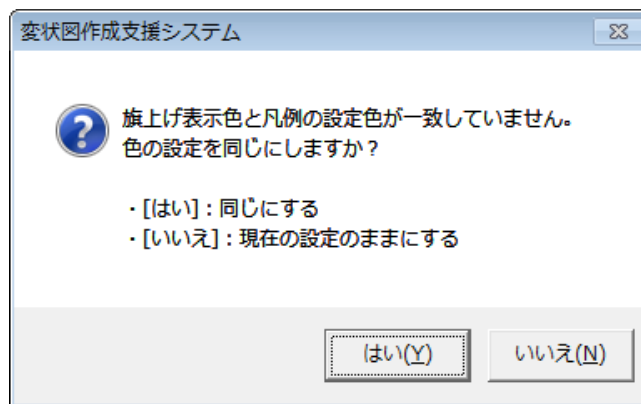 変状図作成支援システム
旗上げ表示色と凡例の設定色が一致していません。
色の設定を同じにしますか？
・[はい]：同じにする
・[いいえ]：現在の設定のままにする
はい(Y)
いいえ(N)